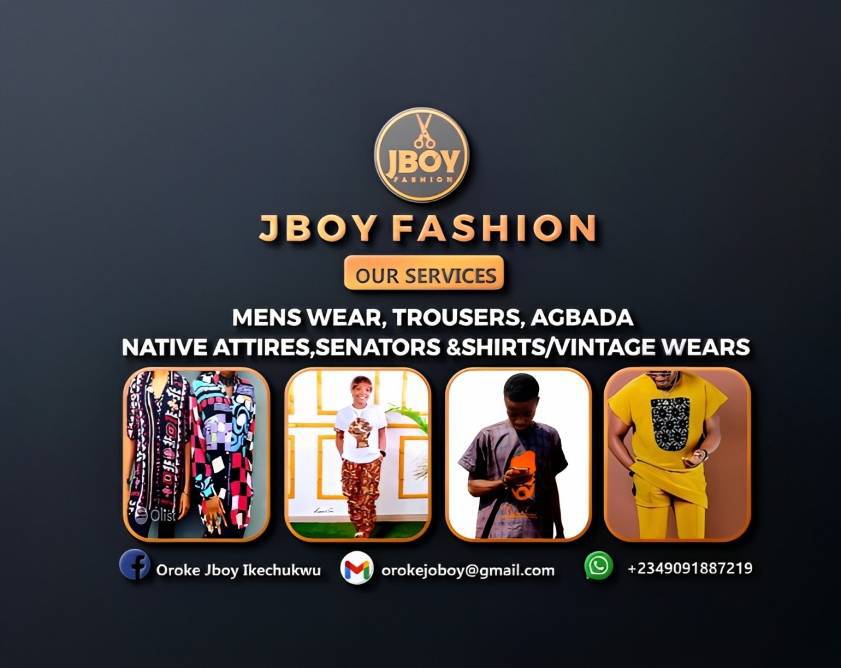 JBOY
FASHION
JBOY FASHION
OUR SERVICES
MENS WEAR, TROUSERS, AGBADA
NATIVE ATTIRES,SENATORS &SHIRTS/VINTAGE WEARS
Olist
Oroke Jboy Ikechukwu
orokejoboy@gmail.com
+2349091887219